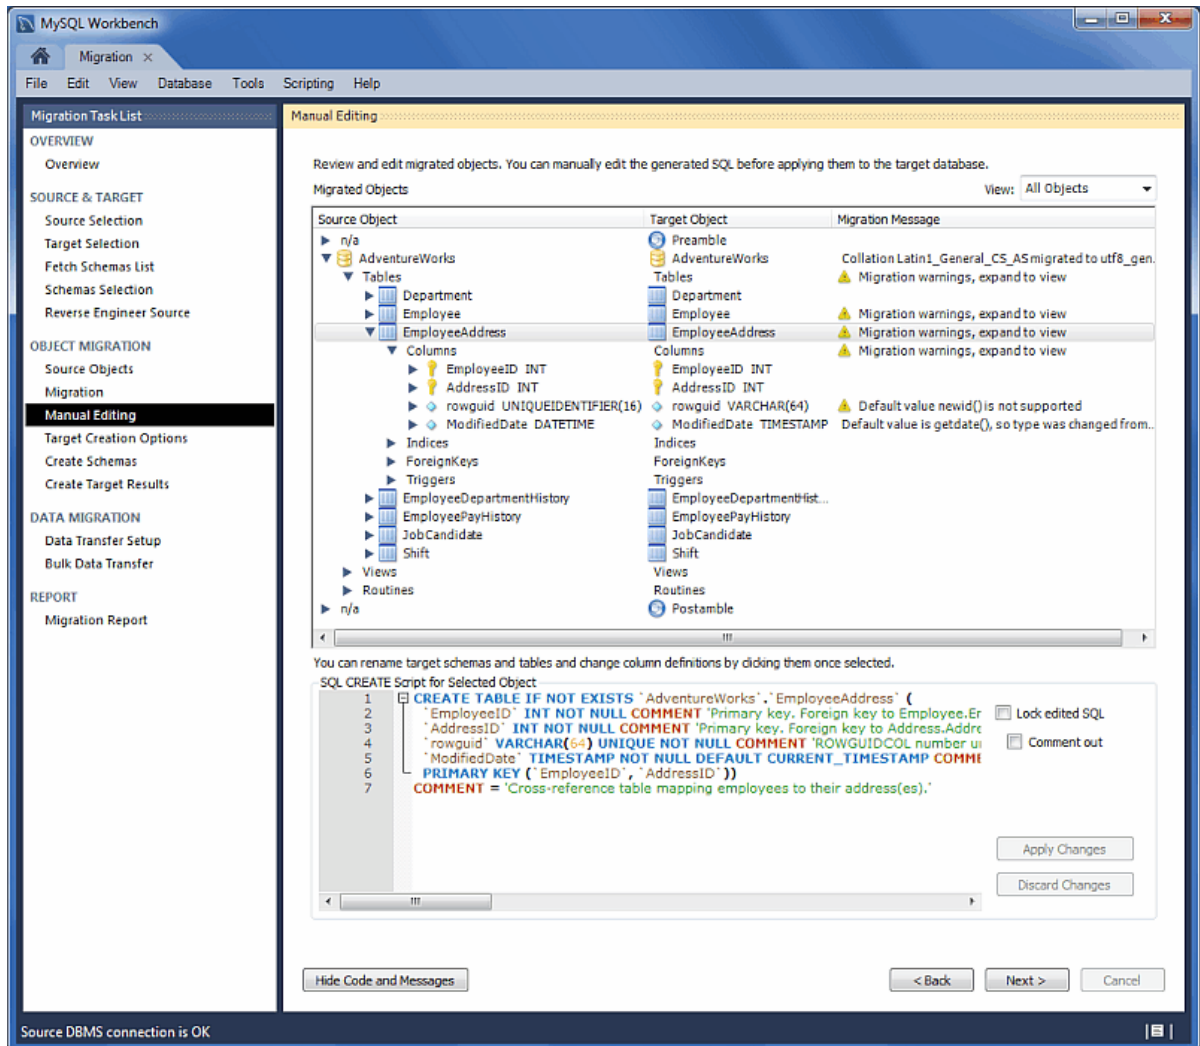 MySQL Workbench
Migration ×
File Edit View Database Tools Scripting Help
Migration Task List
OVERVIEW
Overview
SOURCE & TARGET
Source Selection
Target Selection
Fetch Schemas List
Schemas Selection
Reverse Engineer Source
OBJECT MIGRATION
Source Objects
Migration
Manual Editing
Target Creation Options
Create Schemas
Create Target Results
DATA MIGRATION
Data Transfer Setup
Bulk Data Transfer
REPORT
Migration Report
Manual Editing
Review and edit migrated objects. You can manually edit the generated SQL before applying them to the target database.
Migrated Objects View: All Objects
Source Object Target Object Migration Message
n/a Preamble
AdventureWorks AdventureWorks Collation Latin1_General_CS_AS migrated to utf8_gen.
Tables Tables Migration warnings, expand to view
Department Department
Employee Employee Migration warnings, expand to view
EmployeeAddress EmployeeAddress Migration warnings, expand to view
Columns Columns Migration warnings, expand to view
EmployeeID INT EmployeeID INT
AddressID INT AddressID INT
rowguid UNIQUEIDENTIFIER(16) rowguid VARCHAR(64) Default value newid() is not supported
ModifiedDate DATETIME ModifiedDate TIMESTAMP Default value is getdate(), so type was changed from..
Indices Indices
ForeignKeys ForeignKeys
Triggers Triggers
EmployeeDepartmentHistory EmployeeDepartmentHist...
EmployeePayHistory EmployeePayHistory
JobCandidate JobCandidate
Shift Shift
Views Views
Routines Routines
n/a Postamble
You can rename target schemas and tables and change column definitions by clicking them once selected.
SQL CREATE Script for Selected Object
1 CREATE TABLE IF NOT EXISTS `AdventureWorks`.`EmployeeAddress` (
2 `EmployeeID` INT NOT NULL COMMENT 'Primary key. Foreign key to Employee.Er
3 `AddressID` INT NOT NULL COMMENT 'Primary key. Foreign key to Address.Addre
4 `rowguid` VARCHAR(64) UNIQUE NOT NULL COMMENT 'ROWGUIDCOL number u
5 `ModifiedDate` TIMESTAMP NOT NULL DEFAULT CURRENT_TIMESTAMP COMME
6 PRIMARY KEY (`EmployeeID`, `AddressID`))
7 COMMENT = 'Cross-reference table mapping employees to their address(es).'
Lock edited SQL
Comment out
Apply Changes
Discard Changes
Hide Code and Messages < Back Next > Cancel
Source DBMS connection is OK